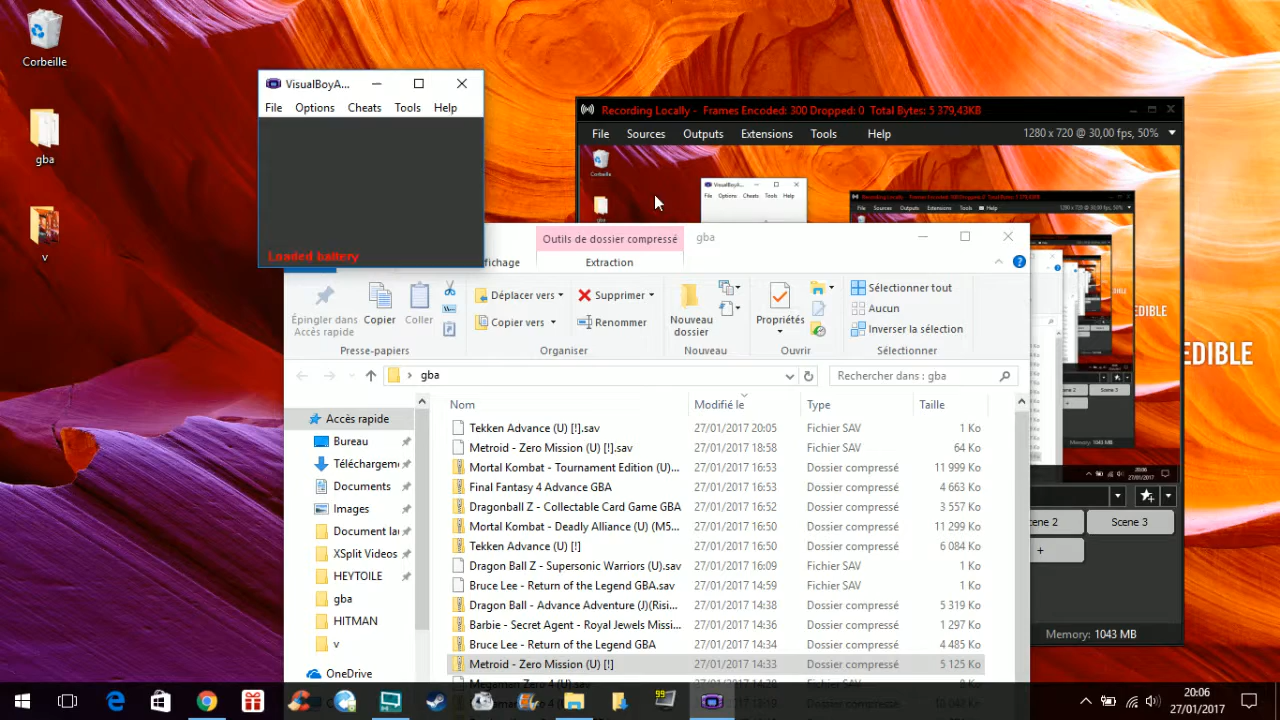 Corbeille
gba
v
VisualBoyA...
File Options Cheats Tools Help
Loaded battery
Recording Locally - Frames Encoded: 300 Dropped: 0 Total Bytes: 5 379,43KB
File Sources Outputs Extensions Tools Help
1280 x 720 @ 30,00 fps, 50%
Corbeille
gba
VisualBoyA...
File Options Cheats Tools Help
EDIBLE
EDIBLE
Outils de dossier compressé gba
ffichage Extraction
Épingler dans
Accès rapide
Copier
Coller
Presse-papiers
Déplacer vers
Copier vers
Supprimer
Renommer
Organiser
Nouveau
dossier
Nouveau
Propriétés
Ouvrir
Sélectionner tout
Aucun
Inverser la sélection
Sélectionner
gba
Rechercher dans : gba
Accès rapide
Bureau
Téléchargem
Documents
Images
Document la
XSplit Videos
HEYTOILE
gba
HITMAN
v
OneDrive
Nom Modifié le Type Taille
Tekken Advance (U) [!].sav 27/01/2017 20:05 Fichier SAV 1 Ko
Metroid - Zero Mission (U) [!].sav 27/01/2017 18:58 Fichier SAV 64 Ko
Mortal Kombat - Tournament Edition (U)... 27/01/2017 16:53 Dossier compressé 11 999 Ko
Final Fantasy 4 Advance GBA 27/01/2017 16:53 Dossier compressé 4 663 Ko
Dragonball Z - Collectable Card Game GBA 27/01/2017 16:52 Dossier compressé 3 557 Ko
Mortal Kombat - Deadly Alliance (U) (M5... 27/01/2017 16:50 Dossier compressé 11 299 Ko
Tekken Advance (U) [!] 27/01/2017 16:50 Dossier compressé 6 084 Ko
Dragon Ball Z - Supersonic Warriors (U).sav 27/01/2017 16:09 Fichier SAV 1 Ko
Bruce Lee - Return of the Legend GBA.sav 27/01/2017 14:59 Fichier SAV 1 Ko
Dragon Ball - Advance Adventure (J)(Risi... 27/01/2017 14:38 Dossier compressé 5 319 Ko
Barbie - Secret Agent - Royal Jewels Missi... 27/01/2017 14:36 Dossier compressé 1 297 Ko
Bruce Lee - Return of the Legend GBA 27/01/2017 14:34 Dossier compressé 4 485 Ko
Metroid - Zero Mission (U) [!] 27/01/2017 14:33 Dossier compressé 5 125 Ko
cene 2 Scene 3
+
Memory: 1043 MB
99
20:06
27/01/2017